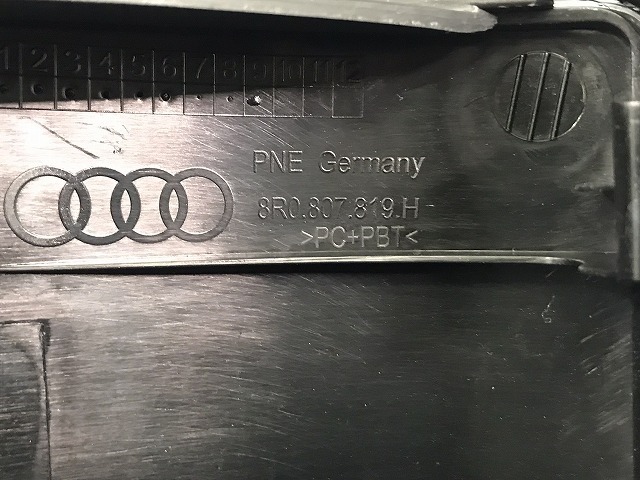 1 2 3 4 5 6 7 8 9 10 11 12
PNE Germany
8R0.807.819.H
>PC+PBT<